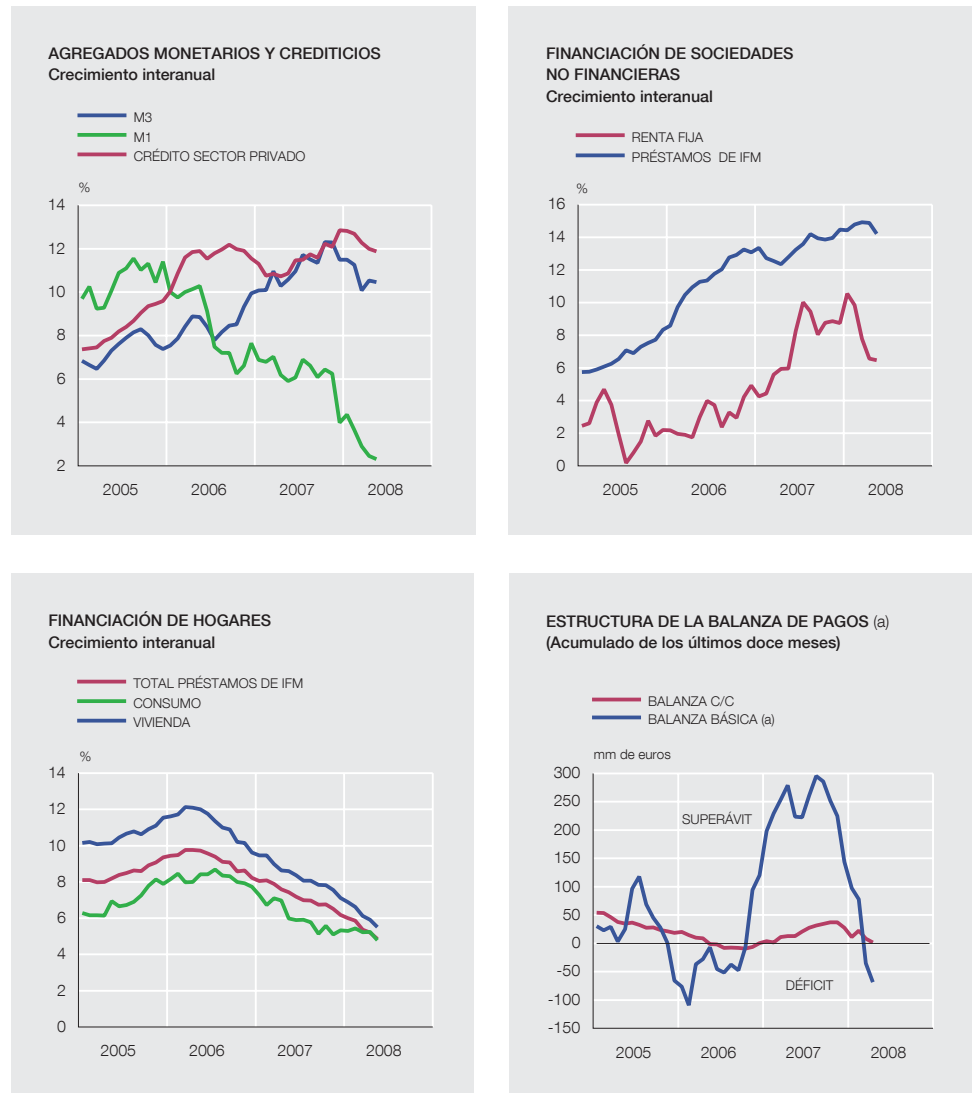 AGREGADOS MONETARIOS Y CREDITICIOS
Crecimiento interanual
M3
M1
CRÉDITO SECTOR PRIVADO
%
14
12
10
8
6
4
2
2005 2006 2007 2008
FINANCIACIÓN DE SOCIEDADES
NO FINANCIERAS
Crecimiento interanual
RENTA FIJA
PRÉSTAMOS DE IFM
%
16
14
12
10
8
6
4
2
0
2005 2006 2007 2008
FINANCIACIÓN DE HOGARES
Crecimiento interanual
TOTAL PRÉSTAMOS DE IFM
CONSUMO
VIVIENDA
%
14
12
10
8
6
4
2
0
2005 2006 2007 2008
ESTRUCTURA DE LA BALANZA DE PAGOS (a)
(Acumulado de los últimos doce meses)
BALANZA C/C
BALANZA BÁSICA (a)
mm de euros
300
250
200
150
100
50
0
-50
-100
-150
SUPERÁVIT
DÉFICIT
2005 2006 2007 2008